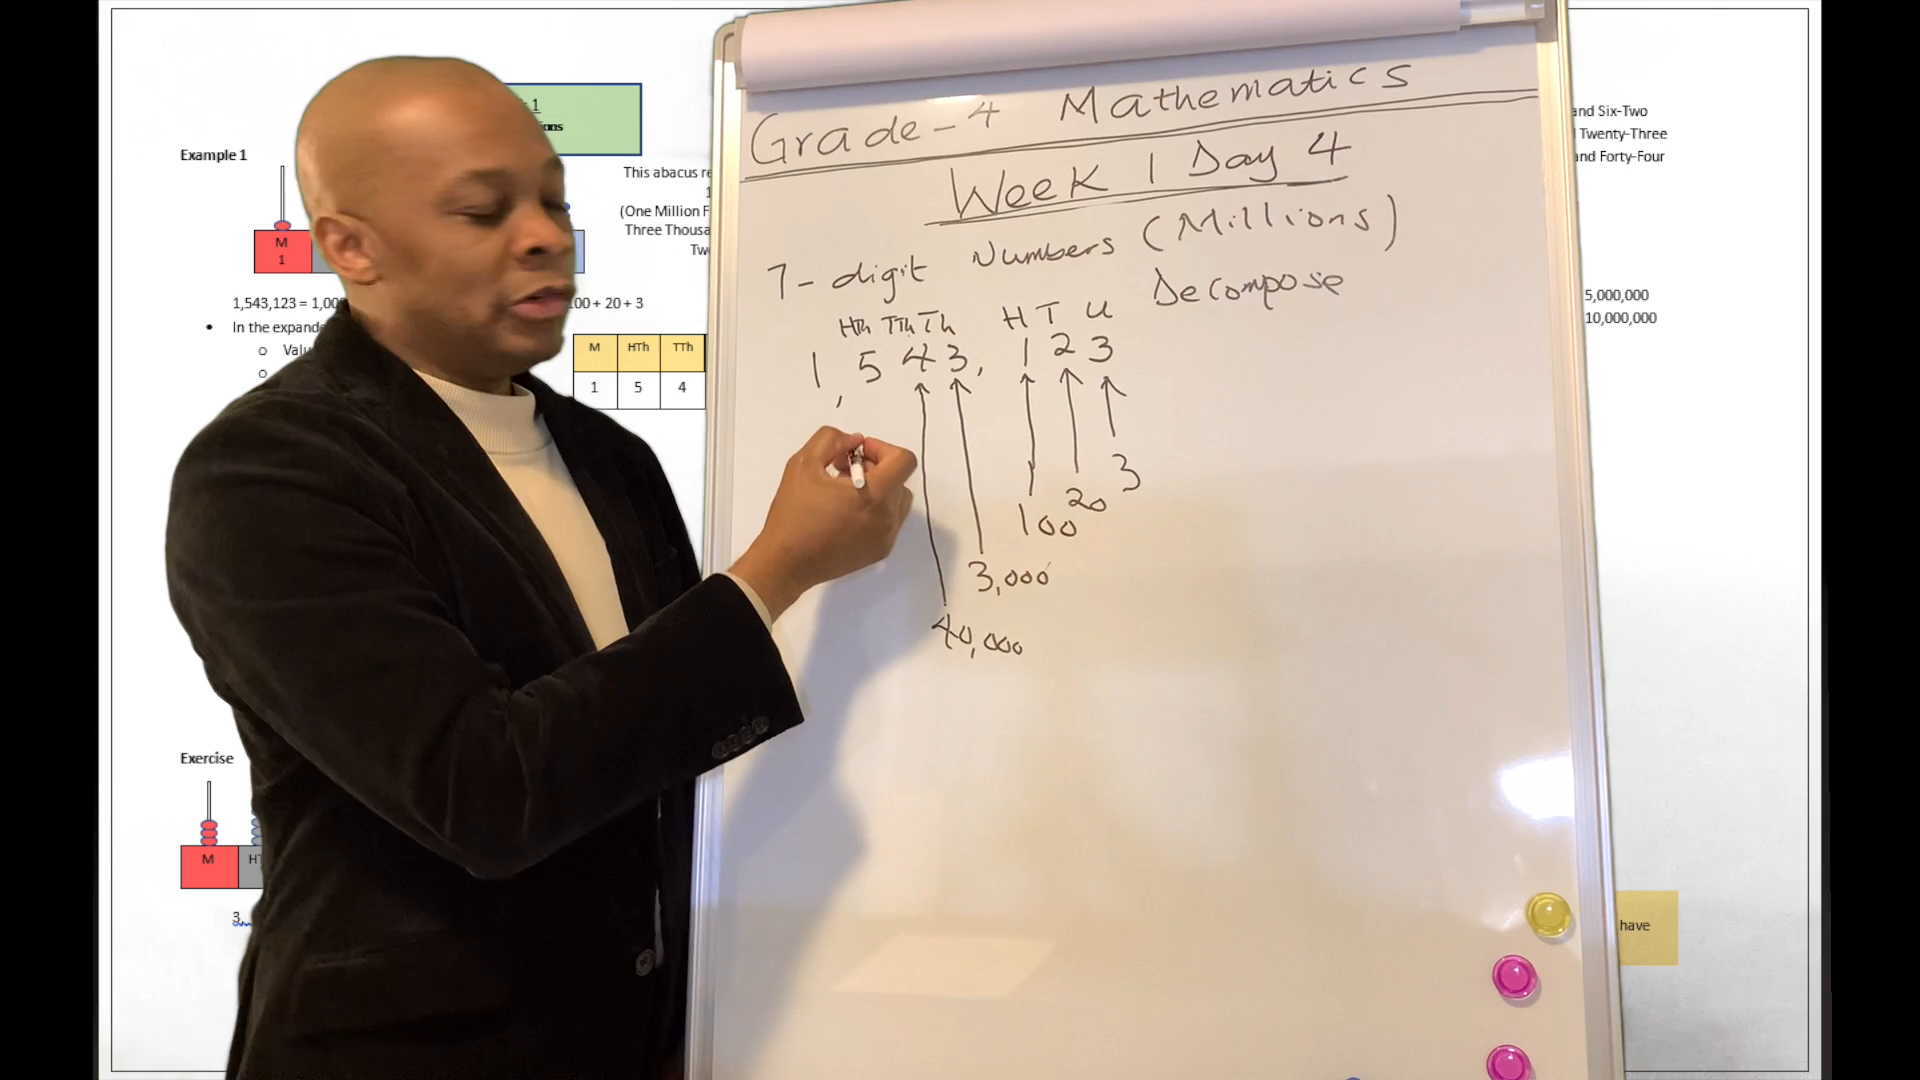 1
Example 1
This abacus re
(One Million F
Three Thousa
Two
M
1
1,543,123 = 1,000
100 + 20 + 3
• In the expande
Valu
M HTh TTh
1 5 4
Exercise
M HT
3,
Grade-4 Mathematics
Week 1 Day 4
7-digit Numbers (Millions)
Decompose
HTh TTh Th H T U
1, 5 4 3, 1 2 3
3
20
100
3,000
40,000
and Six-Two
Twenty-Three
and Forty-Four
5,000,000
10,000,000
have